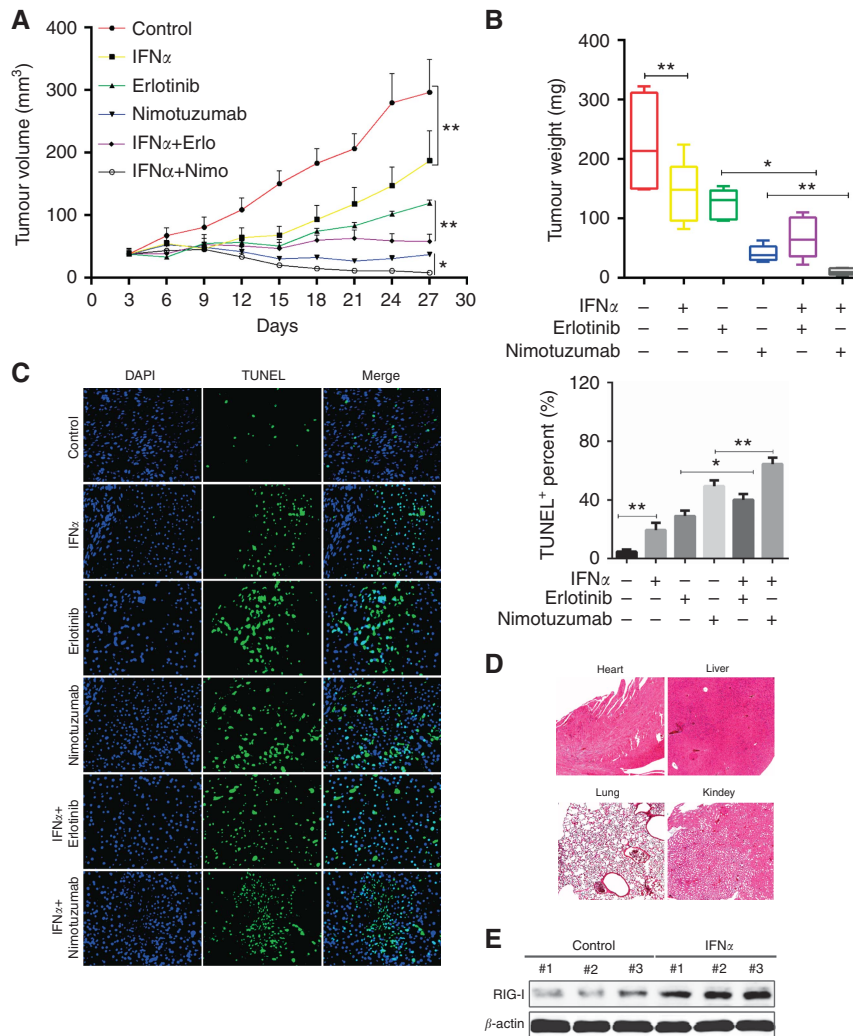 A
Tumour volume (mm3)
400
300
200
100
0
Control
IFNα
Erlotinib
Nimotuzumab
IFNα+Erlo
IFNα+Nimo
**
**
*
0 3 6 9 12 15 18 21 24 27 30
Days
B
Tumour weight (mg)
400
300
200
100
0
**
*
**
IFNα – + – – + +
Erlotinib – – + – + –
Nimotuzumab – – – + – +
C
DAPI TUNEL Merge
Control
IFNα
Erlotinib
Nimotuzumab
IFNα+
Erlotinib
IFNα+
Nimotuzumab
TUNEL+ percent (%)
120
80
40
0
**
*
**
IFNα – + – – + +
Erlotinib – – + – + –
Nimotuzumab – – – + – +
D
Heart Liver
Lung Kindey
E
Control IFNα
#1 #2 #3 #1 #2 #3
RIG-I
β-actin